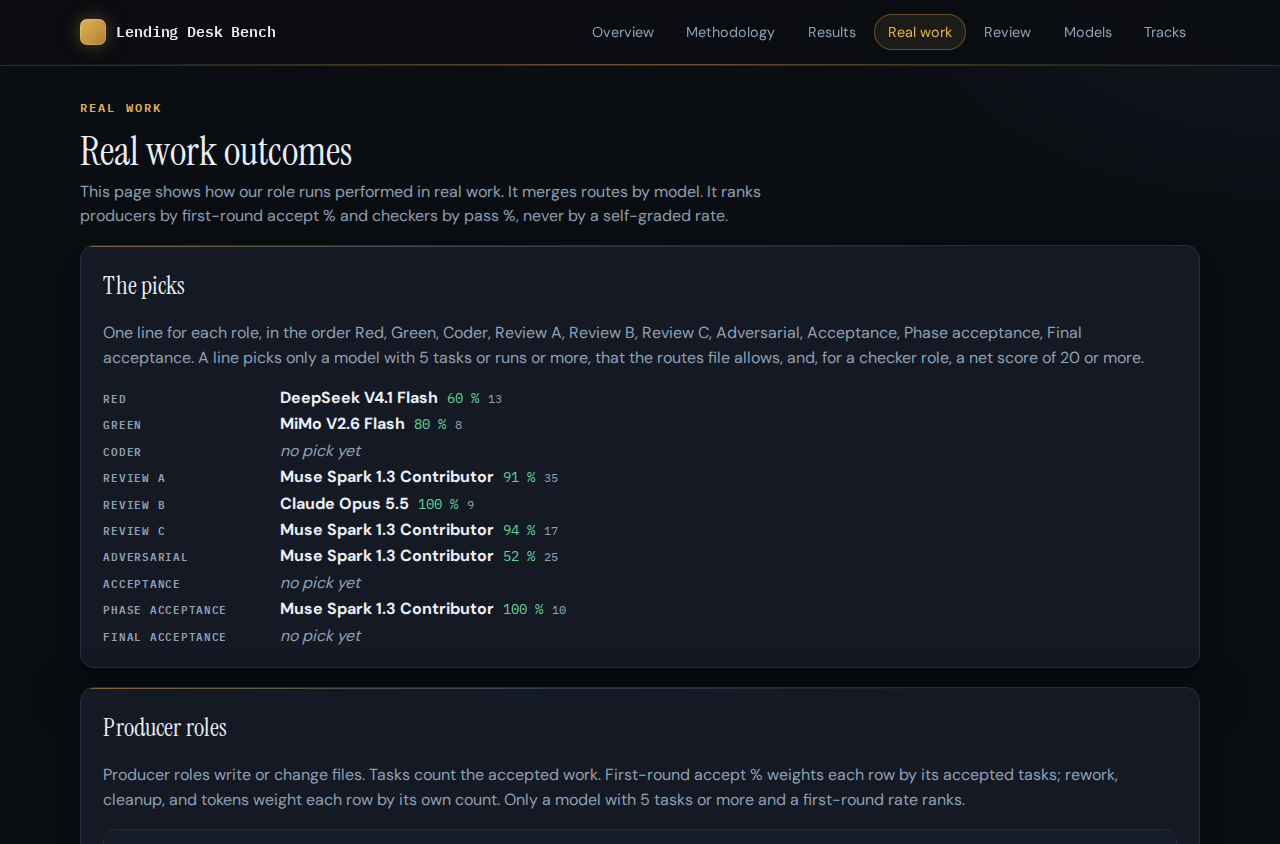 Lending Desk Bench
Overview
Methodology
Results
Real work
Review
Models
Tracks
REAL WORK
Real work outcomes
This page shows how our role runs performed in real work. It merges routes by model. It ranks
producers by first-round accept % and checkers by pass %, never by a self-graded rate.
The picks
One line for each role, in the order Red, Green, Coder, Review A, Review B, Review C, Adversarial, Acceptance, Phase acceptance, Final
acceptance. A line picks only a model with 5 tasks or runs or more, that the routes file allows, and, for a checker role, a net score of 20 or more.
RED DeepSeek V4.1 Flash 60 % 13
GREEN MiMo V2.6 Flash 80 % 8
CODER no pick yet
REVIEW A Muse Spark 1.3 Contributor 91 % 35
REVIEW B Claude Opus 5.5 100 % 9
REVIEW C Muse Spark 1.3 Contributor 94 % 17
ADVERSARIAL Muse Spark 1.3 Contributor 52 % 25
ACCEPTANCE no pick yet
PHASE ACCEPTANCE Muse Spark 1.3 Contributor 100 % 10
FINAL ACCEPTANCE no pick yet
Producer roles
Producer roles write or change files. Tasks count the accepted work. First-round accept % weights each row by its accepted tasks; rework,
cleanup, and tokens weight each row by its own count. Only a model with 5 tasks or more and a first-round rate ranks.